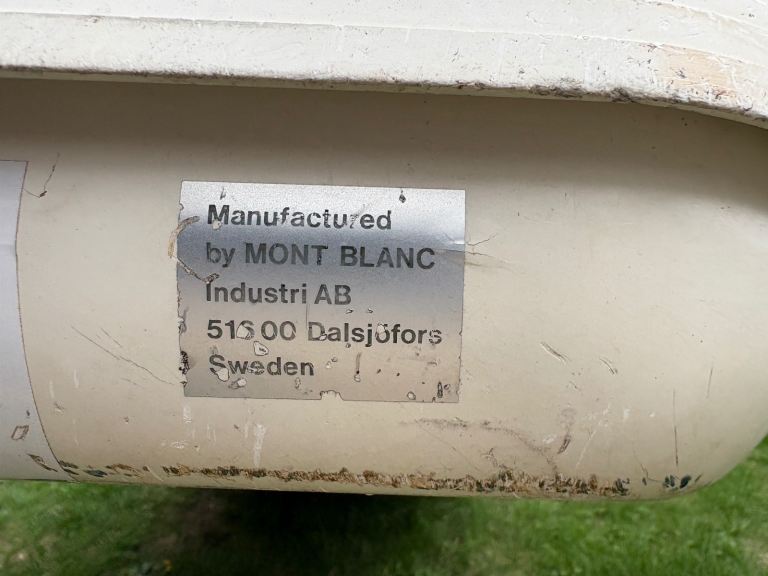 Manufactured
by MONT BLANC
Industri AB
516 00 Dalsjöfors
Sweden